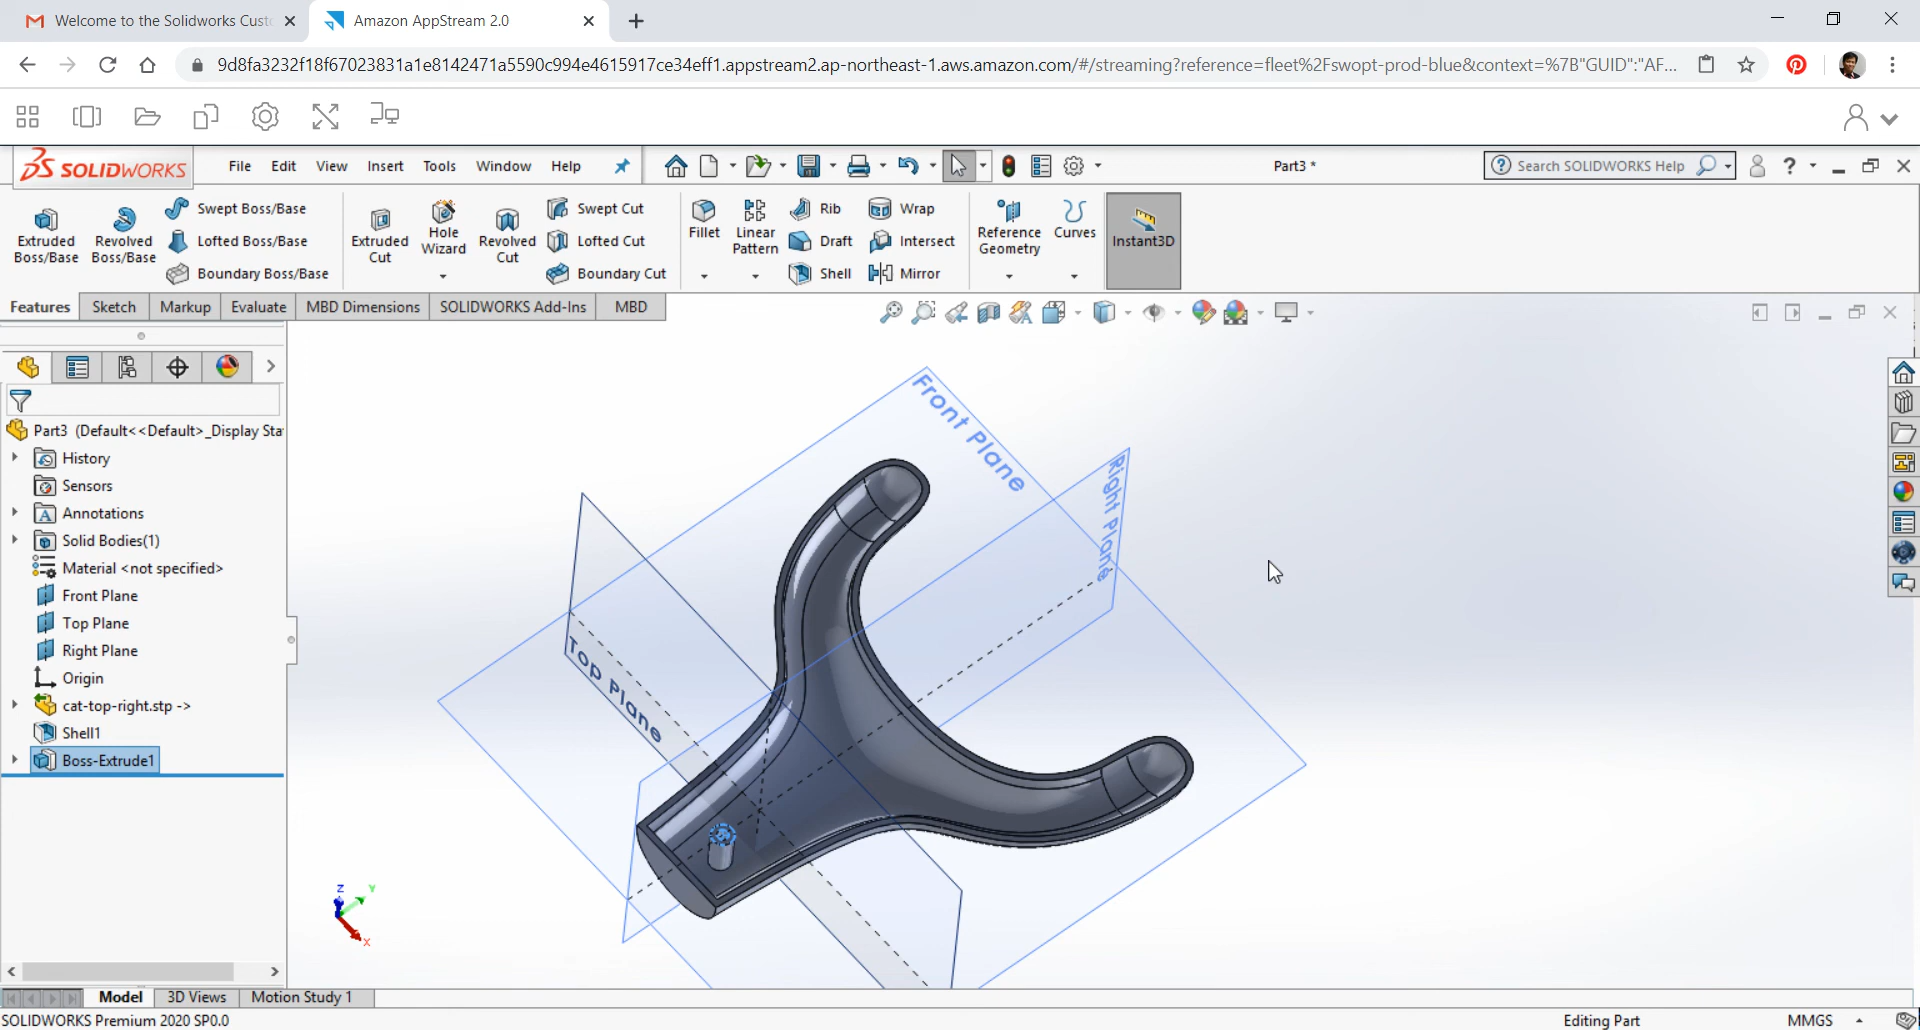 Welcome to the Solidworks Cust
Amazon AppStream 2.0
9d8fa3232f18f67023831a1e8142471a5590c994e4615917ce34eff1.appstream2.ap-northeast-1.aws.amazon.com/#/streaming?reference=fleet%2Fswopt-prod-blue&context=%7B"GUID":"AF...
SOLIDWORKS File Edit View Insert Tools Window Help Part3 * Search SOLIDWORKS Help
Extruded Boss/Base
Revolved Boss/Base
Swept Boss/Base
Lofted Boss/Base
Boundary Boss/Base
Extruded Cut
Hole Wizard
Revolved Cut
Swept Cut
Lofted Cut
Boundary Cut
Fillet
Linear Pattern
Rib
Draft
Shell
Wrap
Intersect
Mirror
Reference Geometry
Curves
Instant3D
Features Sketch Markup Evaluate MBD Dimensions SOLIDWORKS Add-Ins MBD
Part3 (Default<<Default>_Display Sta
History
Sensors
Annotations
Solid Bodies(1)
Material <not specified>
Front Plane
Top Plane
Right Plane
Origin
cat-top-right.stp ->
Shell1
Boss-Extrude1
Front Plane
Right Plane
Top Plane
Z
Y
X
Model 3D Views Motion Study 1
SOLIDWORKS Premium 2020 SP0.0 Editing Part MMGS